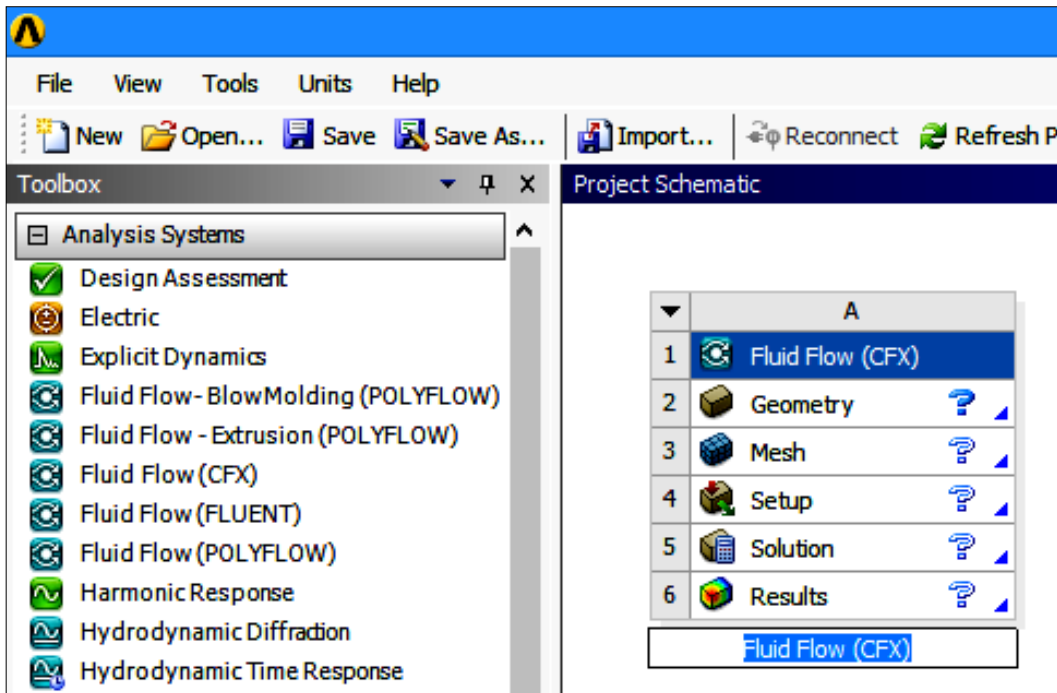 File View Tools Units Help
New Open... Save Save As... Import... Reconnect Refresh P
Toolbox
Project Schematic
Analysis Systems
Design Assessment
Electric
Explicit Dynamics
Fluid Flow- BlowMolding (POLYFLOW)
Fluid Flow - Extrusion (POLYFLOW)
Fluid Flow (CFX)
Fluid Flow (FLUENT)
Fluid Flow (POLYFLOW)
Harmonic Response
Hydrodynamic Diffraction
Hydrodynamic Time Response
A
1 Fluid Flow (CFX)
2 Geometry ?
3 Mesh ?
4 Setup ?
5 Solution ?
6 Results ?
Fluid Flow (CFX)